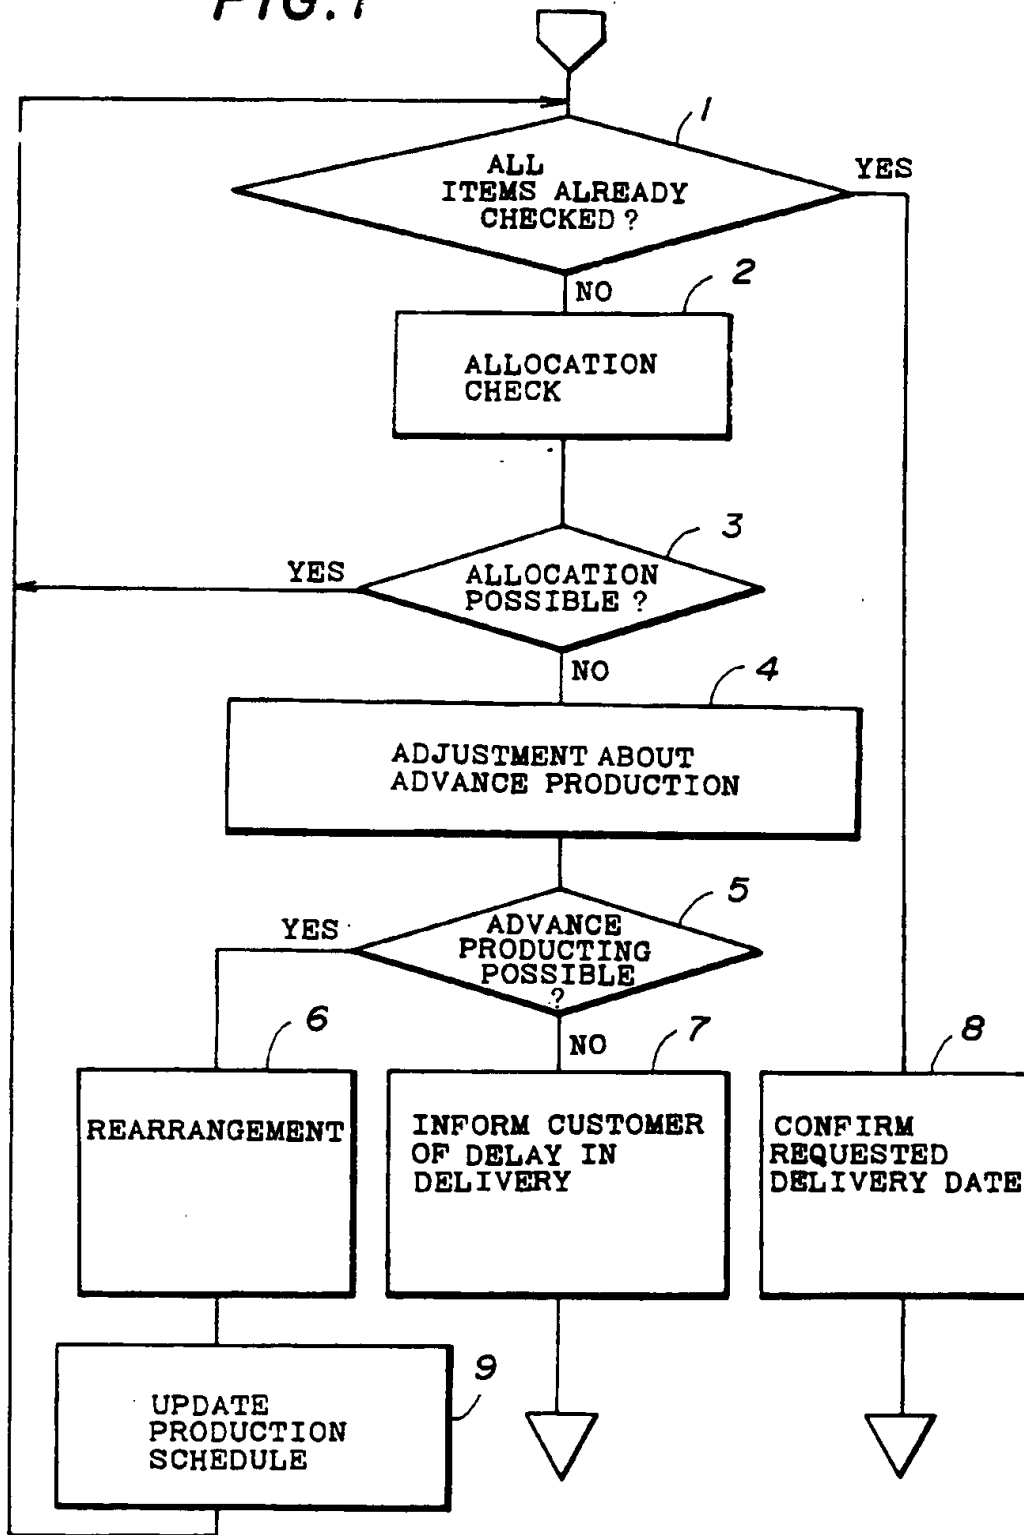 FIG.1
1
ALL
ITEMS ALREADY
CHECKED?
YES
NO
2
ALLOCATION
CHECK
3
YES
ALLOCATION
POSSIBLE?
NO
4
ADJUSTMENT ABOUT
ADVANCE PRODUCTION
5
YES
ADVANCE
PRODUCTING
POSSIBLE
?
NO
6
REARRANGEMENT
7
INFORM CUSTOMER
OF DELAY IN
DELIVERY
8
CONFIRM
REQUESTED
DELIVERY DATE
9
UPDATE
PRODUCTION
SCHEDULE